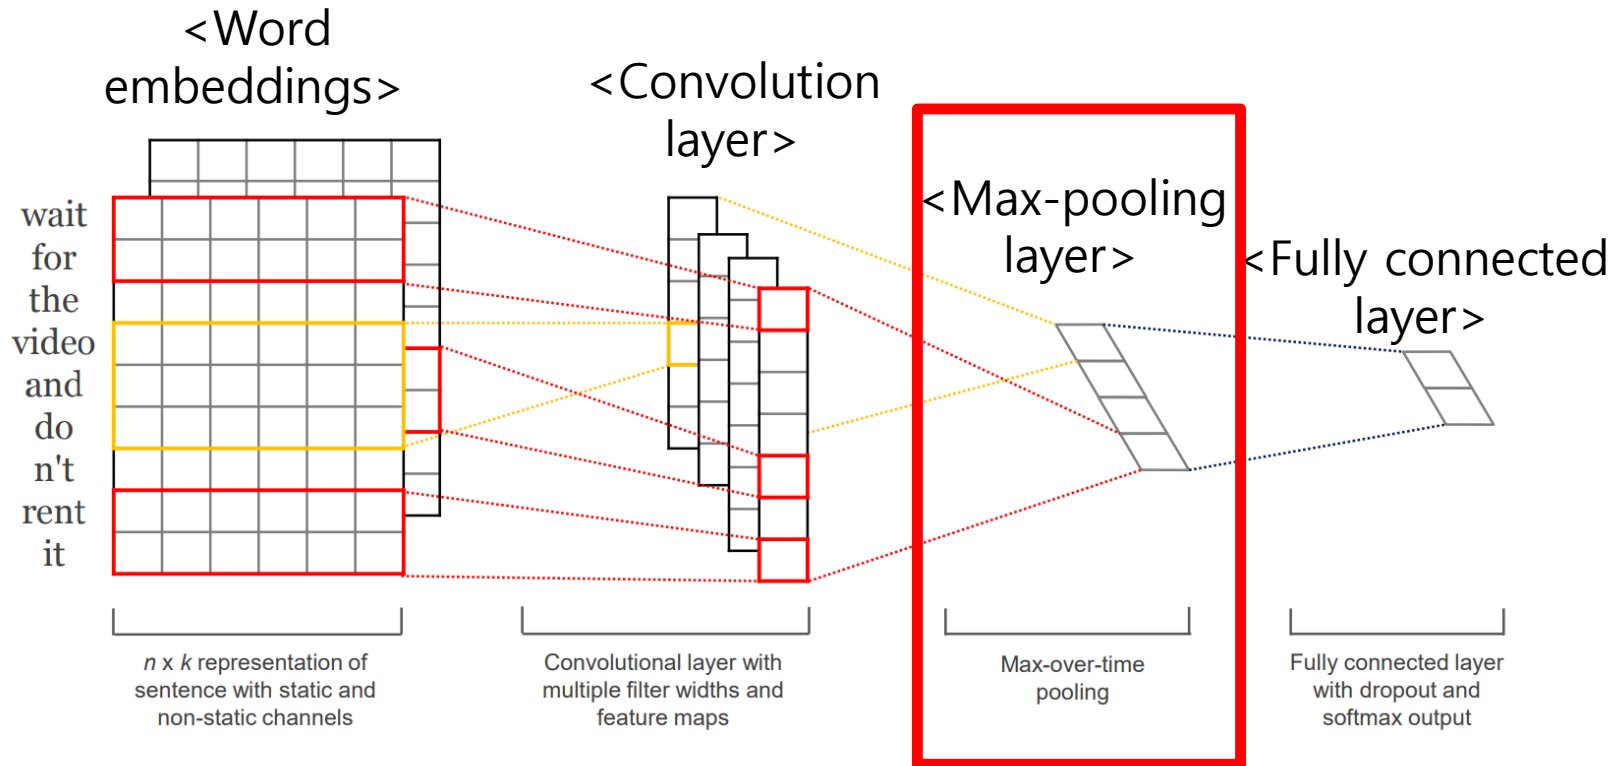 <Word
embeddings>
<Convolution
layer>
<Max-pooling
layer>
<Fully connected
layer>
wait
for
the
video
and
do
n't
rent
it
n x k representation of
sentence with static and
non-static channels
Convolutional layer with
multiple filter widths and
feature maps
Max-over-time
pooling
Fully connected layer
with dropout and
softmax output